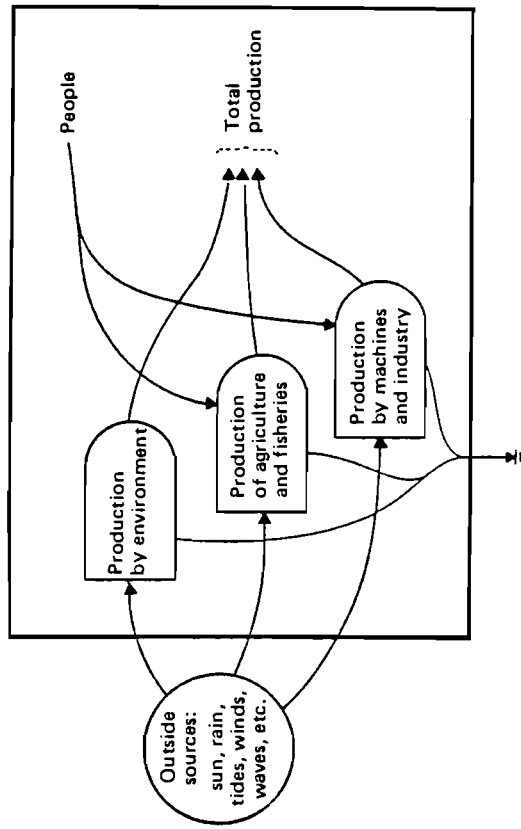 People
Total
production
Production
by environment
Production
of agriculture
and fisheries
Production
by machines
and industry
Outside
sources:
sun, rain,
tides, winds,
waves, etc.